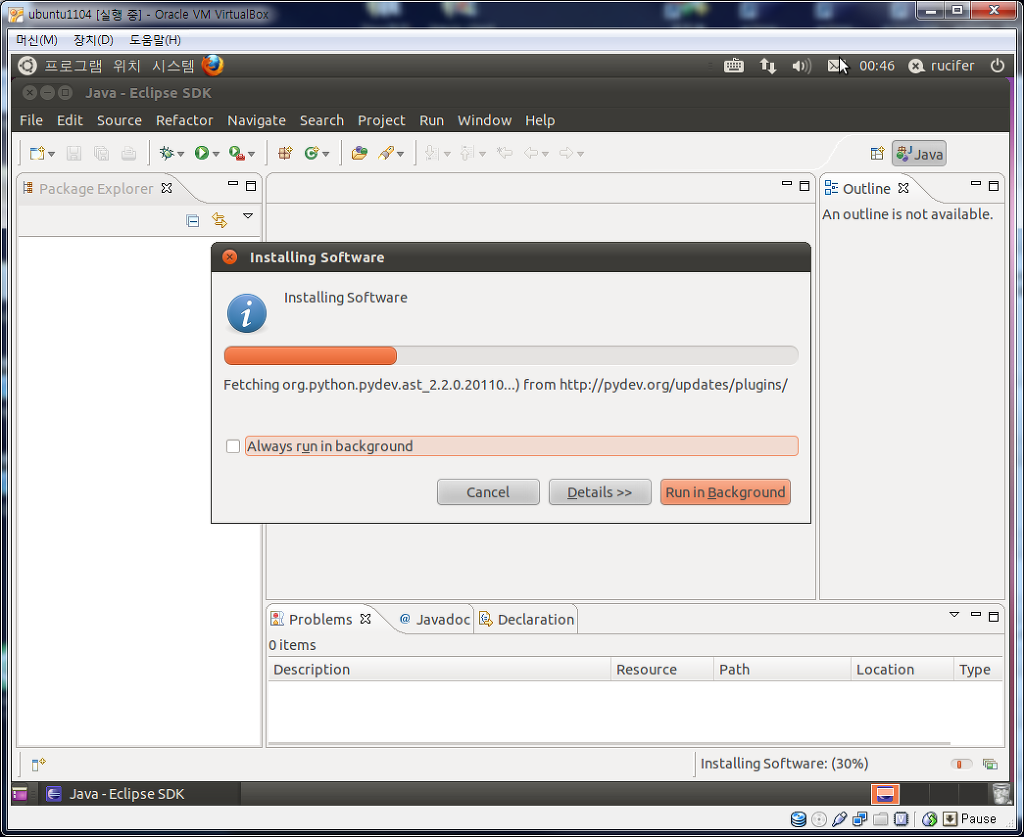 ubuntu1104 [실행 중] - Oracle VM VirtualBox
머신(M) 장치(D) 도움말(H)
프로그램 위치 시스템 00:46 rucifer
Java - Eclipse SDK
File Edit Source Refactor Navigate Search Project Run Window Help
Java
Package Explorer
Outline
An outline is not available.
Installing Software
Installing Software
Fetching org.python.pydev.ast_2.2.0.20110...) from http://pydev.org/updates/plugins/
Always run in background
Cancel Details >> Run in Background
Problems @ Javadoc Declaration
0 items
Description Resource Path Location Type
Installing Software: (30%)
Java - Eclipse SDK
Pause